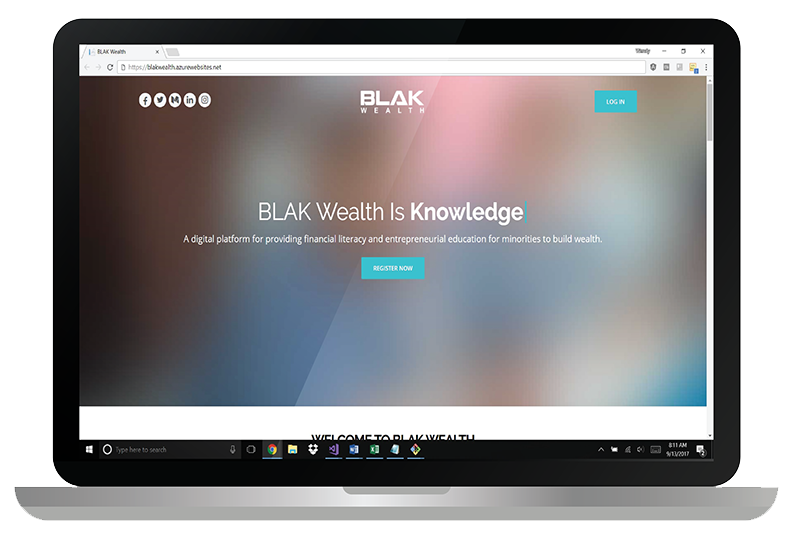 BLAK Wealth
Wendy
https://blakwealth.azurewebsites.net
BLAK
WEALTH
LOG IN
BLAK Wealth Is Knowledge
A digital platform for providing financial literacy and entrepreneurial education for minorities to build wealth.
REGISTER NOW
WELCOME TO BLAK WEALTH
Type here to search
8:11 AM
9/13/2017